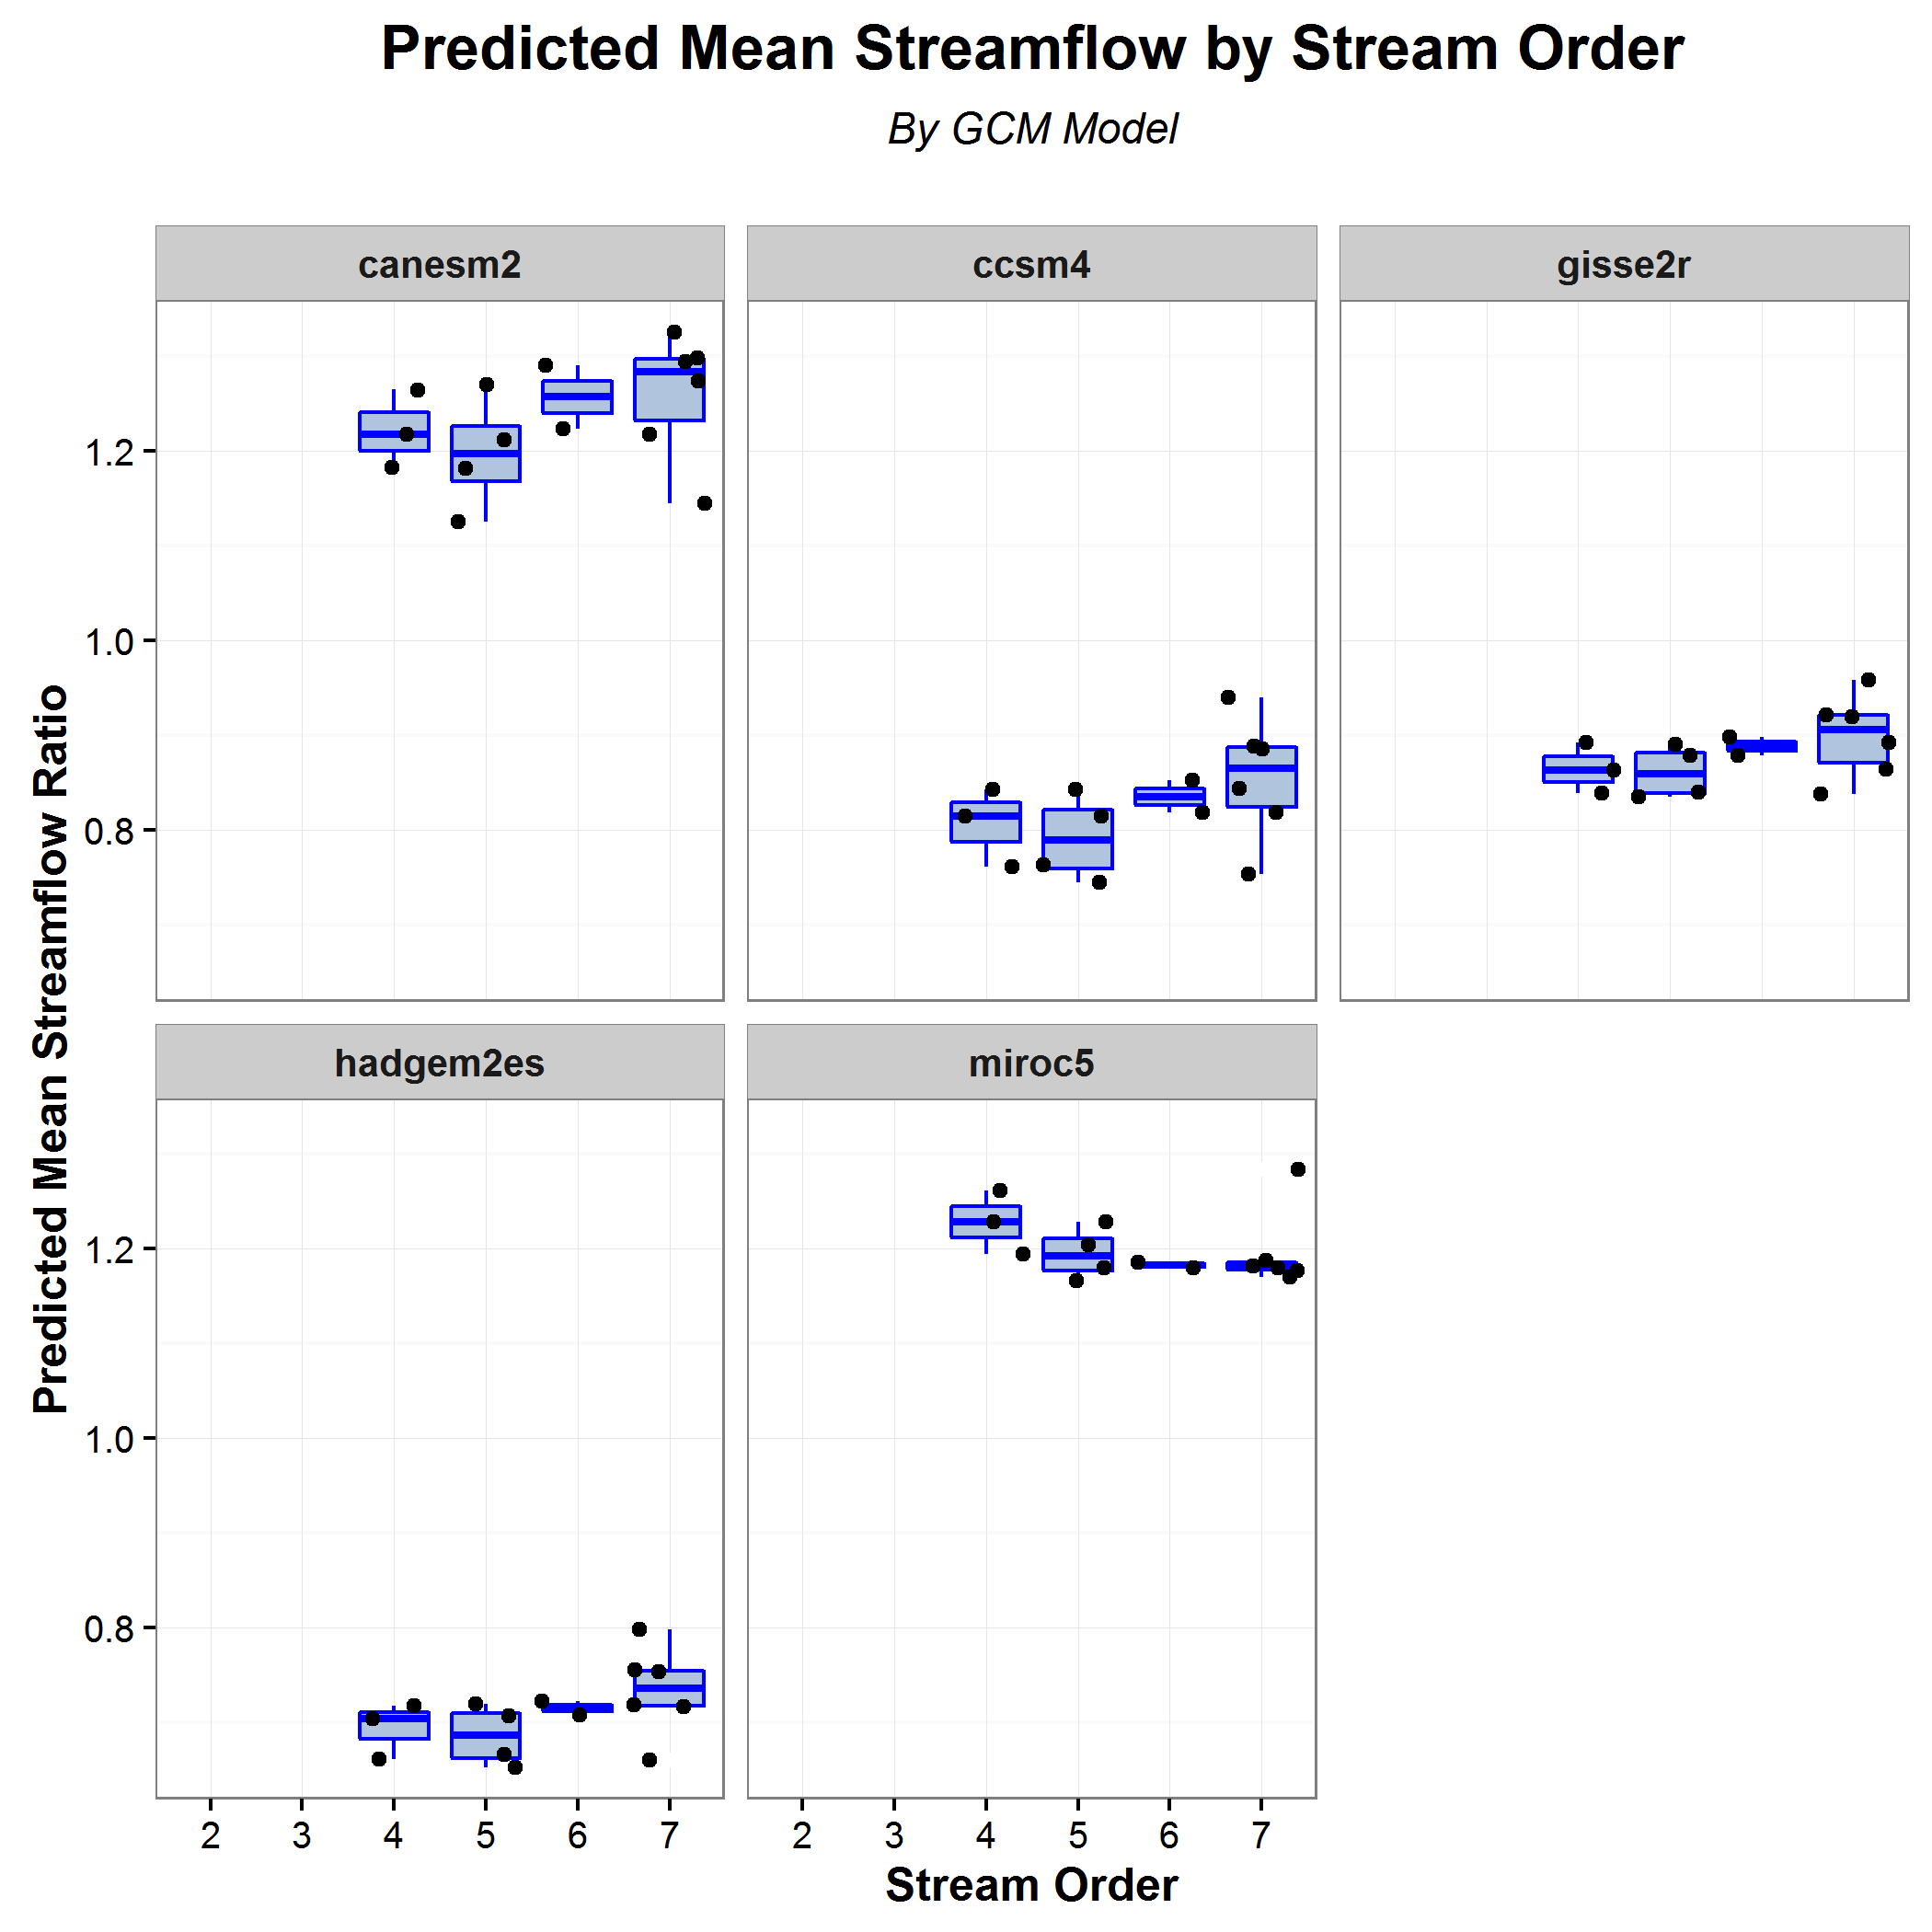 Predicted Mean Streamflow by Stream Order
By GCM Model
canesm2
ccsm4
gisse2r
1.2
1.0
0.8
Predicted Mean Streamflow Ratio
hadgem2es
miroc5
1.2
1.0
0.8
2 3 4 5 6 7
2 3 4 5 6 7
Stream Order